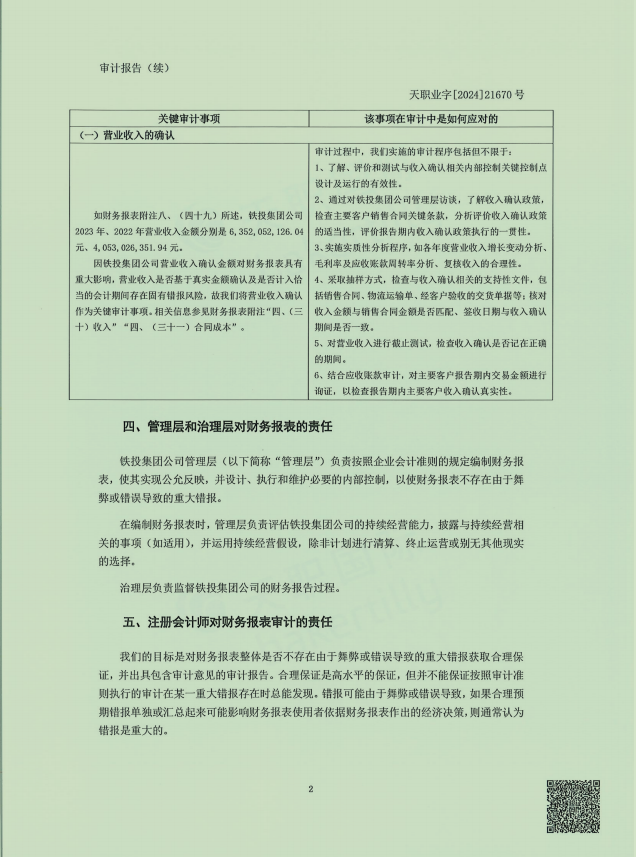 审计报告（续）
天职业字[2024]21670 号
关键审计事项
该事项在审计中是如何应对的
（一）营业收入的确认
如财务报表附注八、（四十九）所述，铁投集团公司
2023 年、2022 年营业收入金额分别是 6,352,052,126.04
元、4,053,026,351.94 元。
因铁投集团公司营业收入确认金额对财务报表具有
重大影响，营业收入是否基于真实金额确认及是否计入恰
当的会计期间存在固有错报风险，故我们将营业收入确认
作为关键审计事项。相关信息参见财务报表附注“四、（三
十）收入”“四、（三十一）合同成本”。
审计过程中，我们实施的审计程序包括但不限于：
1、了解、评价和测试与收入确认相关内部控制关键控制点
设计及运行的有效性。
2、通过对铁投集团公司管理层访谈，了解收入确认政策，
检查主要客户销售合同关键条款，分析评价收入确认政策
的适当性，评价报告期内收入确认政策执行的一贯性。
3、实施实质性分析程序，如各年度营业收入增长变动分析、
毛利率及应收账款周转率分析、复核收入的合理性。
4、采取抽样方式，检查与收入确认相关的支持性文件，包
括销售合同、物流运输单、经客户验收的交货单据等；核对
收入金额与销售合同金额是否匹配、签收日期与收入确认
期间是否一致。
5、对营业收入进行截止测试，检查收入确认是否记在正确
的期间。
6、结合应收账款审计，对主要客户报告期内交易金额进行
询证，以检查报告期内主要客户收入确认真实性。
四、管理层和治理层对财务报表的责任
铁投集团公司管理层（以下简称“管理层”）负责按照企业会计准则的规定编制财务报
表，使其实现公允反映，并设计、执行和维护必要的内部控制，以使财务报表不存在由于舞
弊或错误导致的重大错报。
在编制财务报表时，管理层负责评估铁投集团公司的持续经营能力，披露与持续经营相
关的事项（如适用），并运用持续经营假设，除非计划进行清算、终止运营或别无其他现实
的选择。
治理层负责监督铁投集团公司的财务报告过程。
五、注册会计师对财务报表审计的责任
我们的目标是对财务报表整体是否不存在由于舞弊或错误导致的重大错报获取合理保
证，并出具包含审计意见的审计报告。合理保证是高水平的保证，但并不能保证按照审计准
则执行的审计在某一重大错报存在时总能发现。错报可能由于舞弊或错误导致，如果合理预
期错报单独或汇总起来可能影响财务报表使用者依据财务报表作出的经济决策，则通常认为
错报是重大的。
2